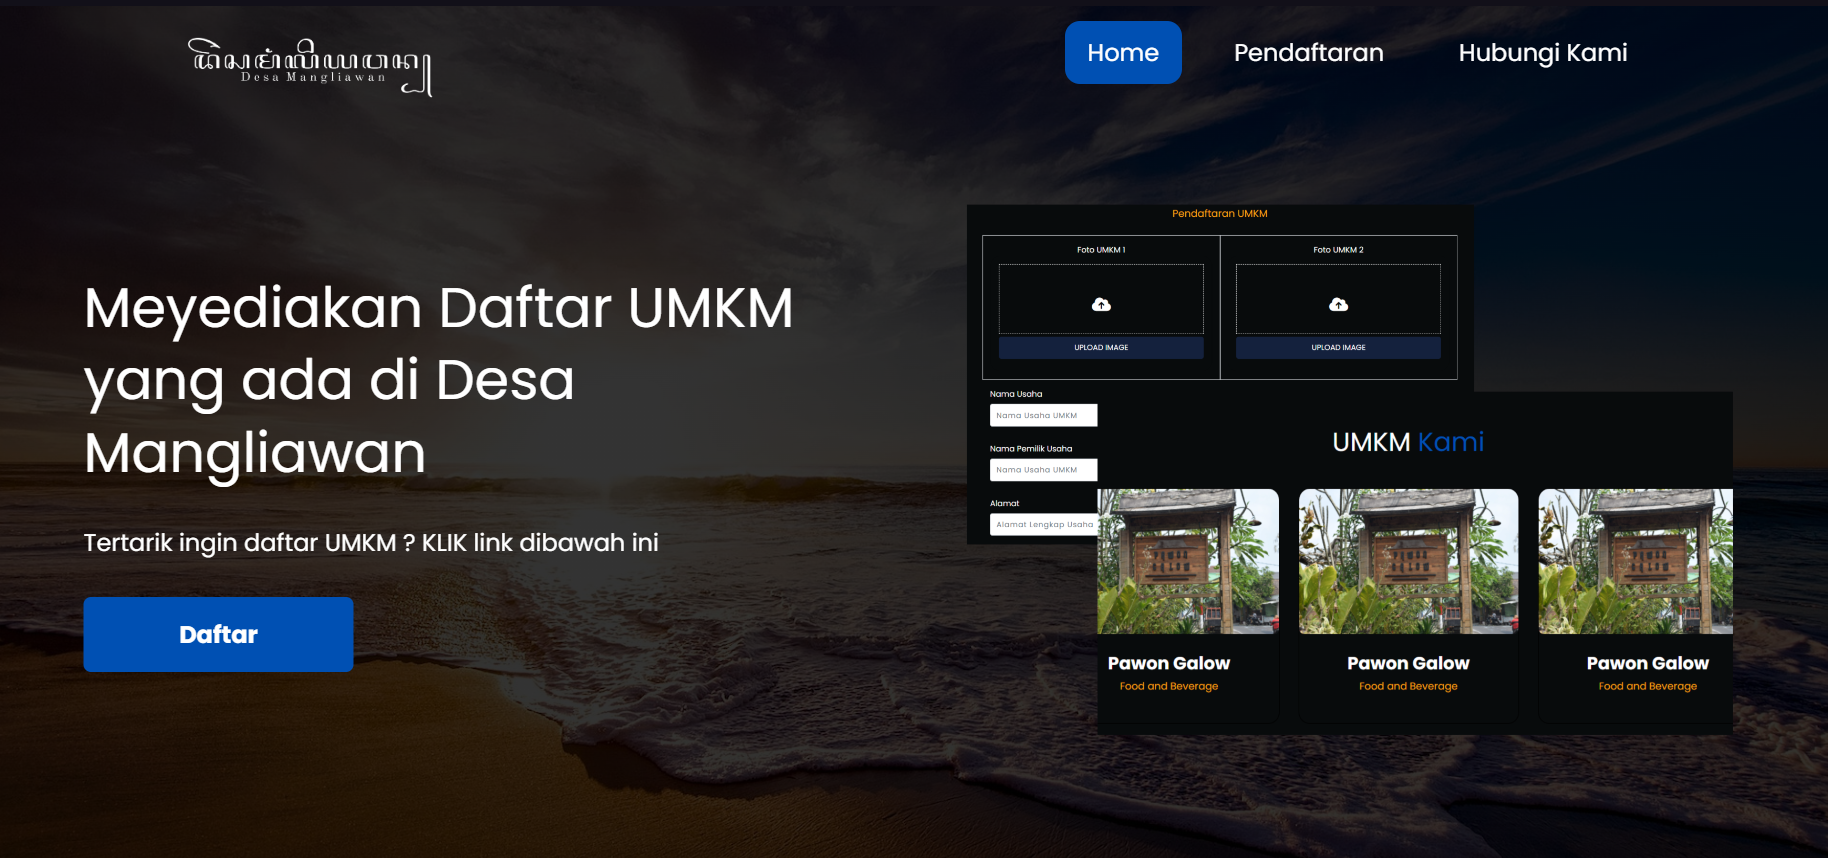 Desa Mangliawan
Home
Pendaftaran
Hubungi Kami
Meyediakan Daftar UMKM
yang ada di Desa
Mangliawan
Tertarik ingin daftar UMKM ? KLIK link dibawah ini
Daftar
Pendaftaran UMKM
Foto UMKM 1
Foto UMKM 2
UPLOAD IMAGE
UPLOAD IMAGE
Nama Usaha
Nama Usaha UMKM
Nama Pemilik Usaha
Nama Usaha UMKM
Alamat
Alamat Lengkap Usaha
UMKM Kami
Pawon Galow
Food and Beverage
Pawon Galow
Food and Beverage
Pawon Galow
Food and Beverage